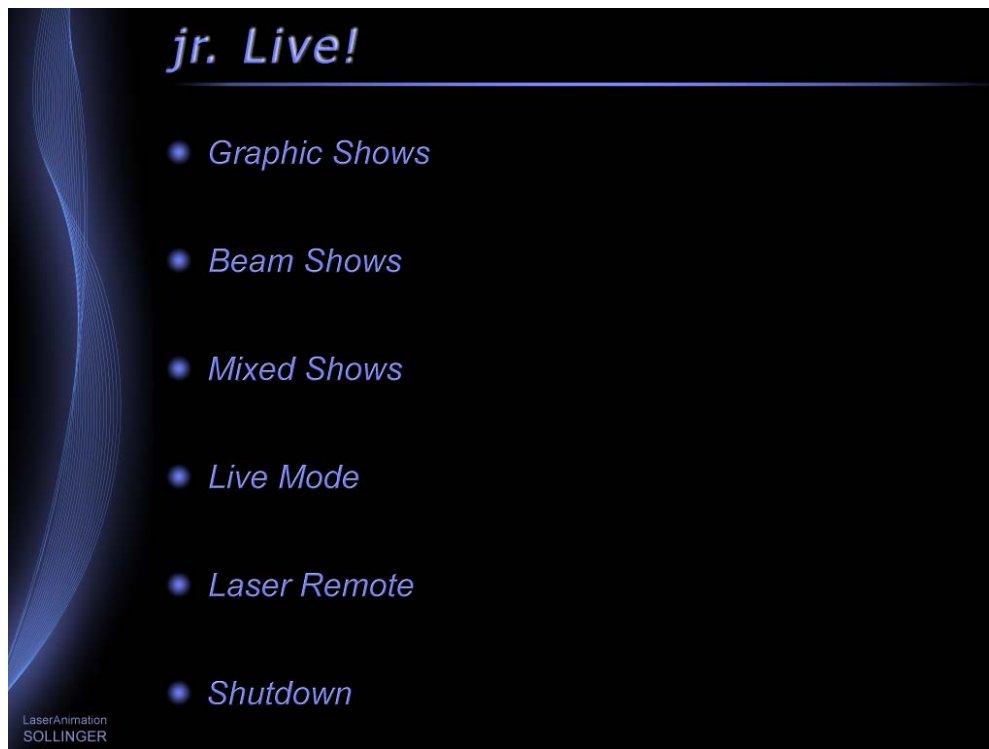 jr. Live!
Graphic Shows
Beam Shows
Mixed Shows
Live Mode
Laser Remote
Shutdown
LaserAnimation
SOLLINGER